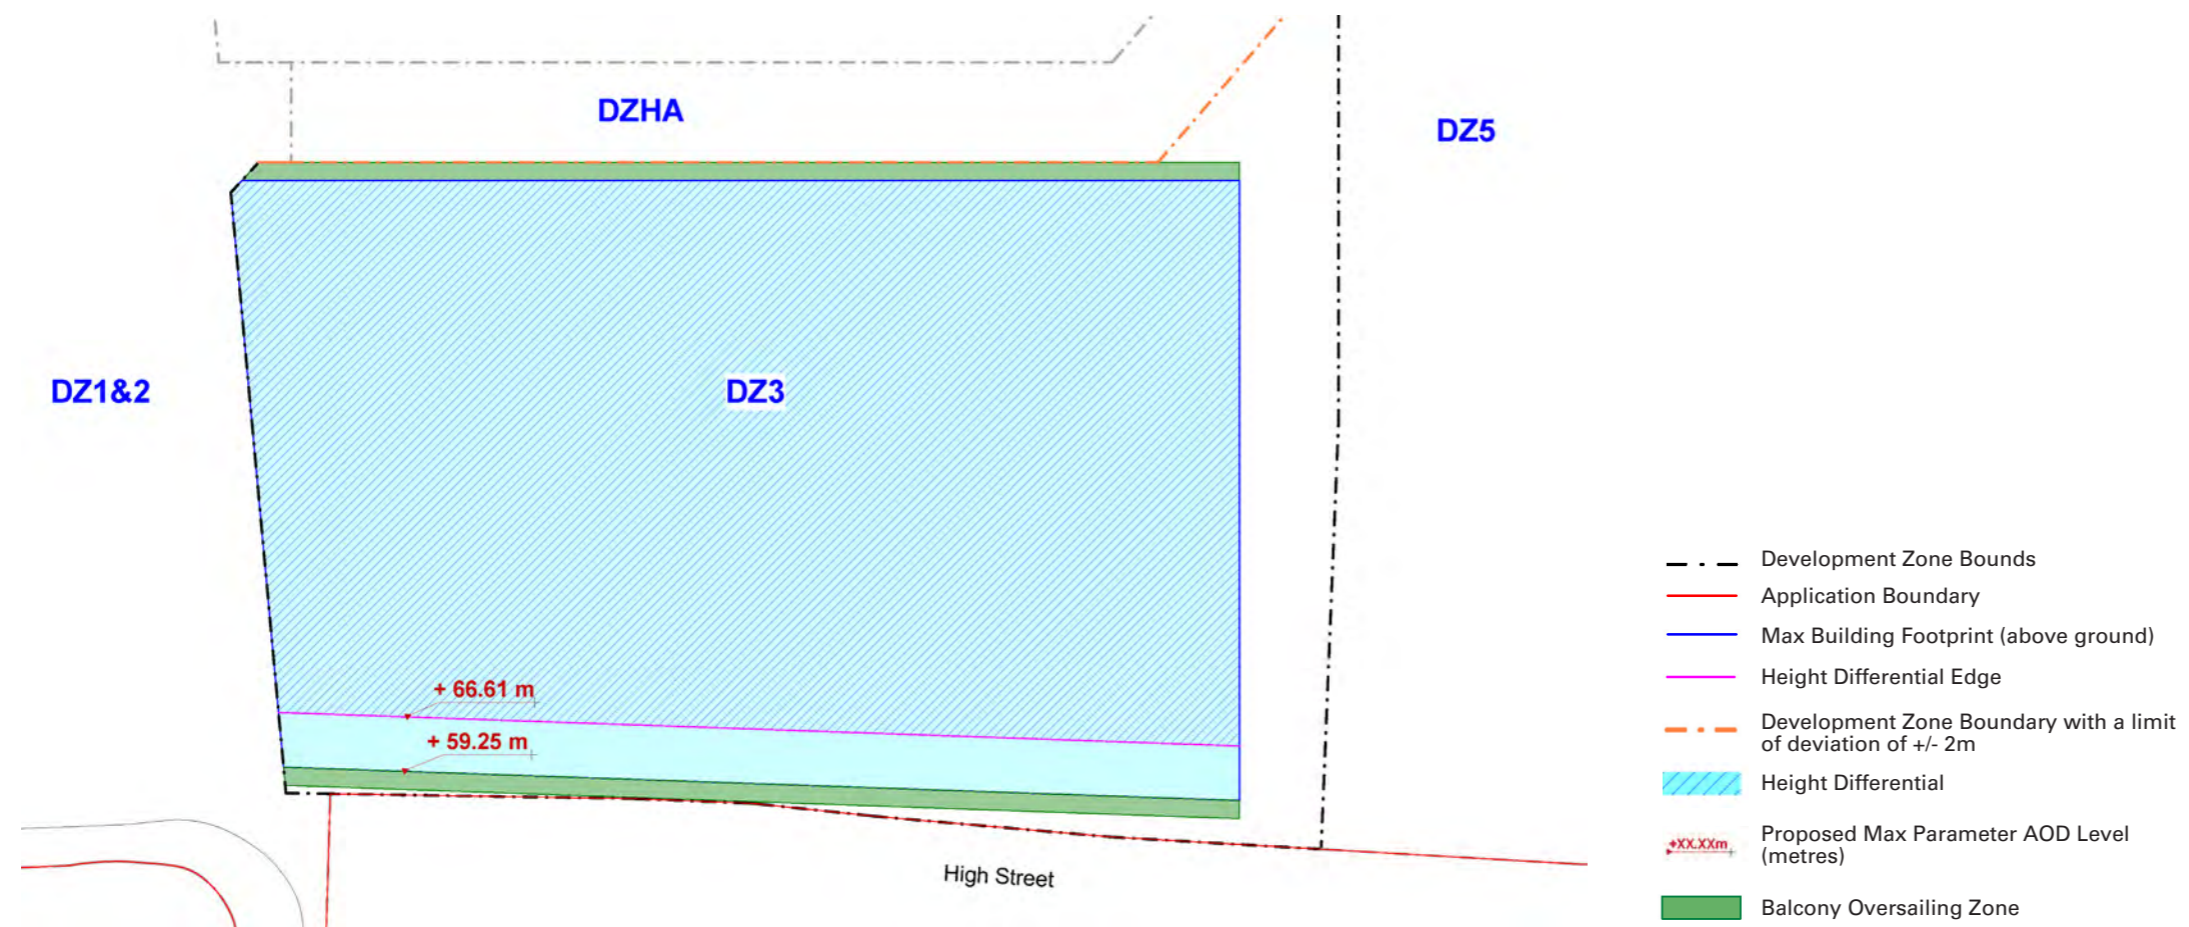 DZHA
DZ5
DZ1&2
DZ3
+ 66.61 m
+ 59.25 m
High Street
Development Zone Bounds
Application Boundary
Max Building Footprint (above ground)
Height Differential Edge
Development Zone Boundary with a limit
of deviation of +/- 2m
Height Differential
+XX.XXm
Proposed Max Parameter AOD Level
(metres)
Balcony Oversailing Zone